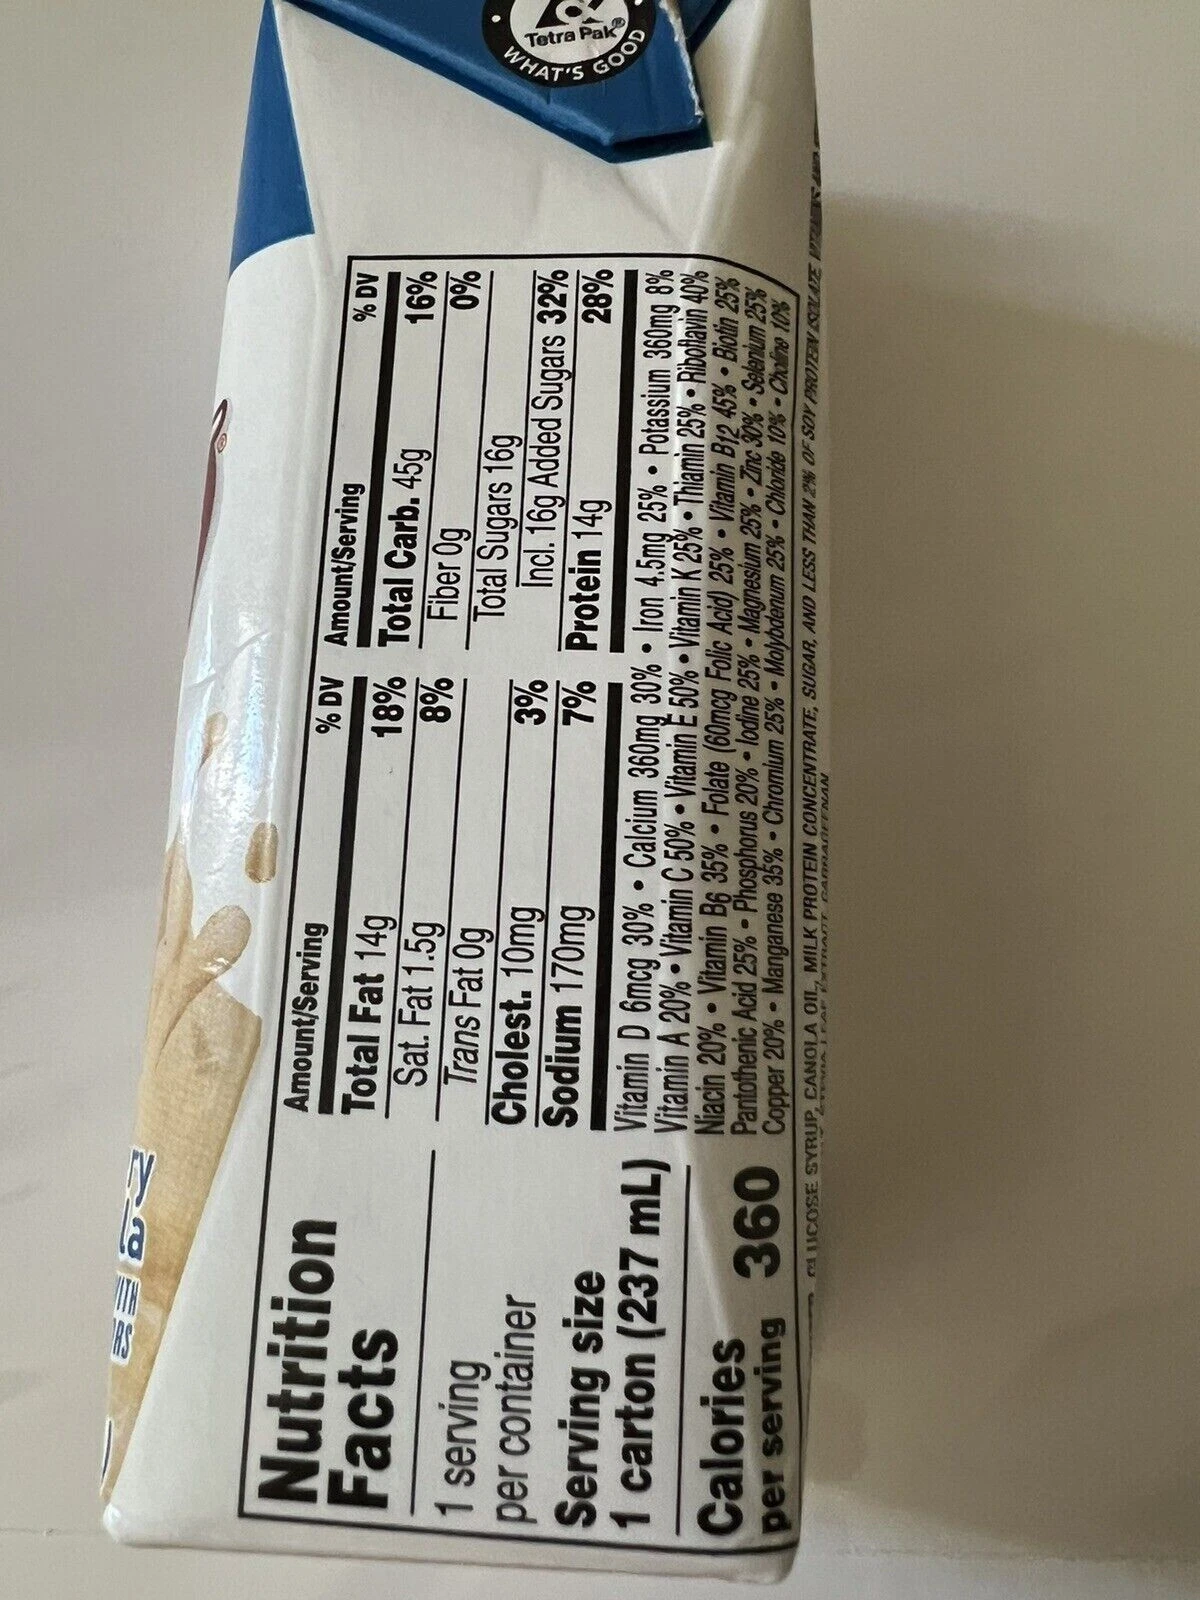 Tetra Pak®
WHAT'S GOOD
®
WITH
Nutrition
Facts
1 serving
per container
Serving size
1 carton (237 mL)
Calories
per serving 360
Amount/Serving % DV
Total Fat 14g 18%
Sat. Fat 1.5g 8%
Trans Fat 0g
Cholest. 10mg 3%
Sodium 170mg 7%
Amount/Serving % DV
Total Carb. 45g 16%
Fiber 0g 0%
Total Sugars 16g
Incl. 16g Added Sugars 32%
Protein 14g 28%
Vitamin D 6mcg 30% • Calcium 360mg 30% • Iron 4.5mg 25% • Potassium 360mg 8%
Vitamin A 20% • Vitamin C 50% • Vitamin E 50% • Vitamin K 25% • Thiamin 25% • Riboflavin 40%
Niacin 20% • Vitamin B6 35% • Folate (60mcg Folic Acid) 25% • Vitamin B12 45% • Biotin 25%
Pantothenic Acid 25% • Phosphorus 20% • Iodine 25% • Magnesium 25% • Zinc 30% • Selenium 25%
Copper 20% • Manganese 35% • Chromium 25% • Molybdenum 25% • Chloride 10% • Choline 10%
GLUCOSE SYRUP, CANOLA OIL, MILK PROTEIN CONCENTRATE, SUGAR, AND LESS THAN 2% OF SOY PROTEIN ISOLATE,
LEAF EXTRACT, CARRAGEENAN